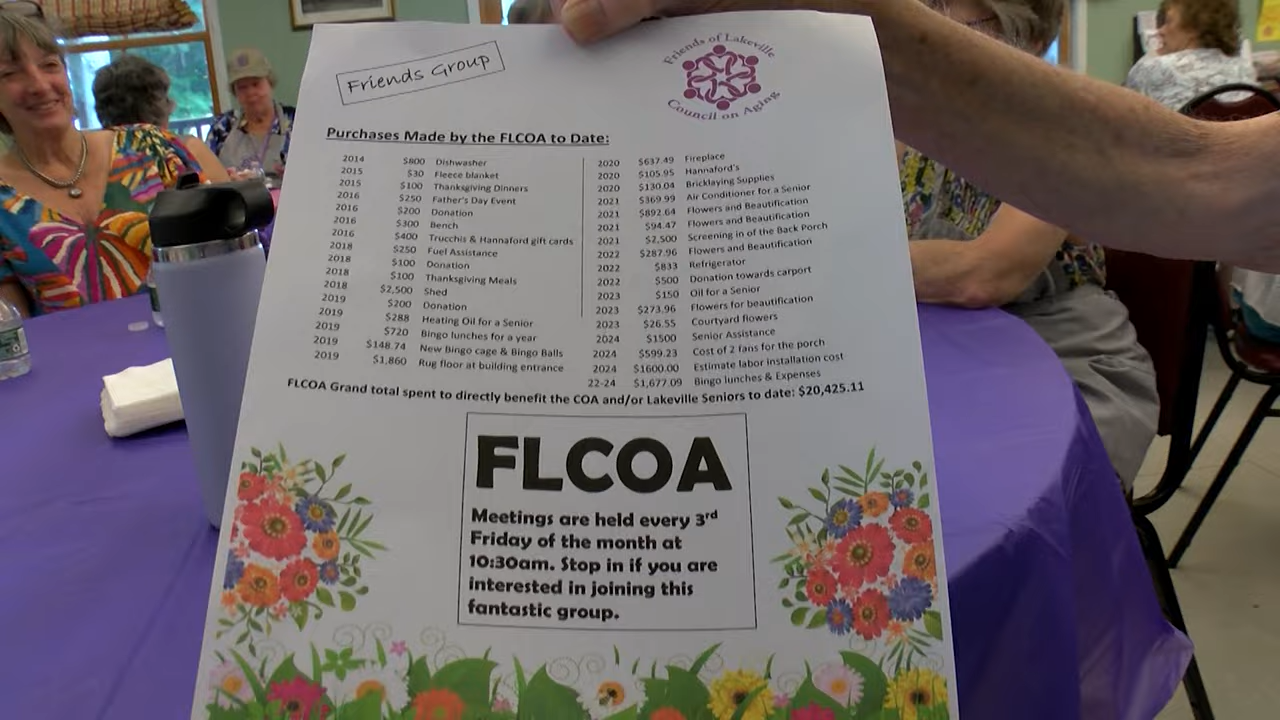 Friends Group
Friends of Lakeville
Council on Aging
Purchases Made by the FLCOA to Date:
2014 $800 Dishwasher
2015 $30 Fleece blanket
2015 $100 Thanksgiving Dinners
2016 $250 Father's Day Event
2016 $200 Donation
2016 $300 Bench
2016 $400 Trucchis & Hannaford gift cards
2018 $250 Fuel Assistance
2018 $100 Donation
2018 $100 Thanksgiving Meals
2018 $2,500 Shed
2019 $200 Donation
2019 $288 Heating Oil for a Senior
2019 $720 Bingo lunches for a year
2019 $148.74 New Bingo cage & Bingo Balls
2019 $1,860 Rug floor at building entrance
2020 $637.49 Fireplace
2020 $105.95 Hannaford's
2020 $130.04 Bricklaying Supplies
2021 $369.99 Air Conditioner for a Senior
2021 $892.64 Flowers and Beautification
2021 $94.47 Flowers and Beautification
2021 $2,500 Screening in of the Back Porch
2022 $287.96 Flowers and Beautification
2022 $833 Refrigerator
2022 $500 Donation towards carport
2023 $150 Oil for a Senior
2023 $273.96 Flowers for beautification
2023 $26.55 Courtyard flowers
2024 $1500 Senior Assistance
2024 $599.23 Cost of 2 fans for the porch
2024 $1600.00 Estimate labor installation cost
22-24 $1,677.09 Bingo lunches & Expenses
FLCOA Grand total spent to directly benefit the COA and/or Lakeville Seniors to date: $20,425.11
FLCOA
Meetings are held every 3rd
Friday of the month at
10:30am. Stop in if you are
interested in joining this
fantastic group.